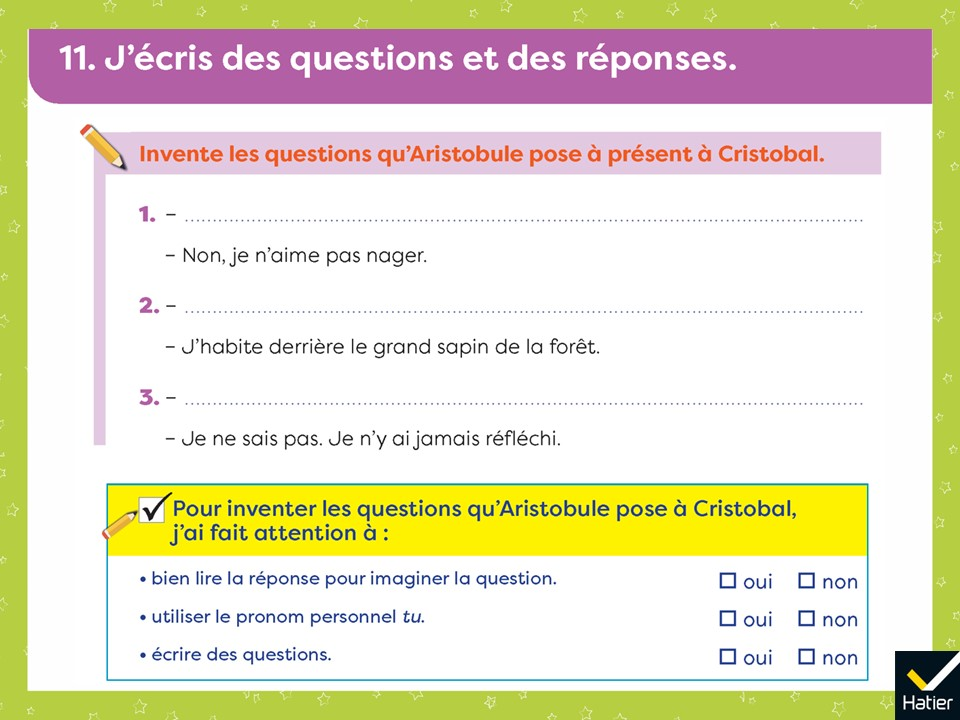 11. J'écris des questions et des réponses.
Invente les questions qu'Aristobule pose à présent à Cristobal.
1. – ........................................................................
– Non, je n'aime pas nager.
2. – ........................................................................
– J'habite derrière le grand sapin de la forêt.
3. – ........................................................................
– Je ne sais pas. Je n'y ai jamais réfléchi.
Pour inventer les questions qu'Aristobule pose à Cristobal,
j'ai fait attention à :
• bien lire la réponse pour imaginer la question. ☐ oui ☐ non
• utiliser le pronom personnel tu. ☐ oui ☐ non
• écrire des questions. ☐ oui ☐ non
Hatier